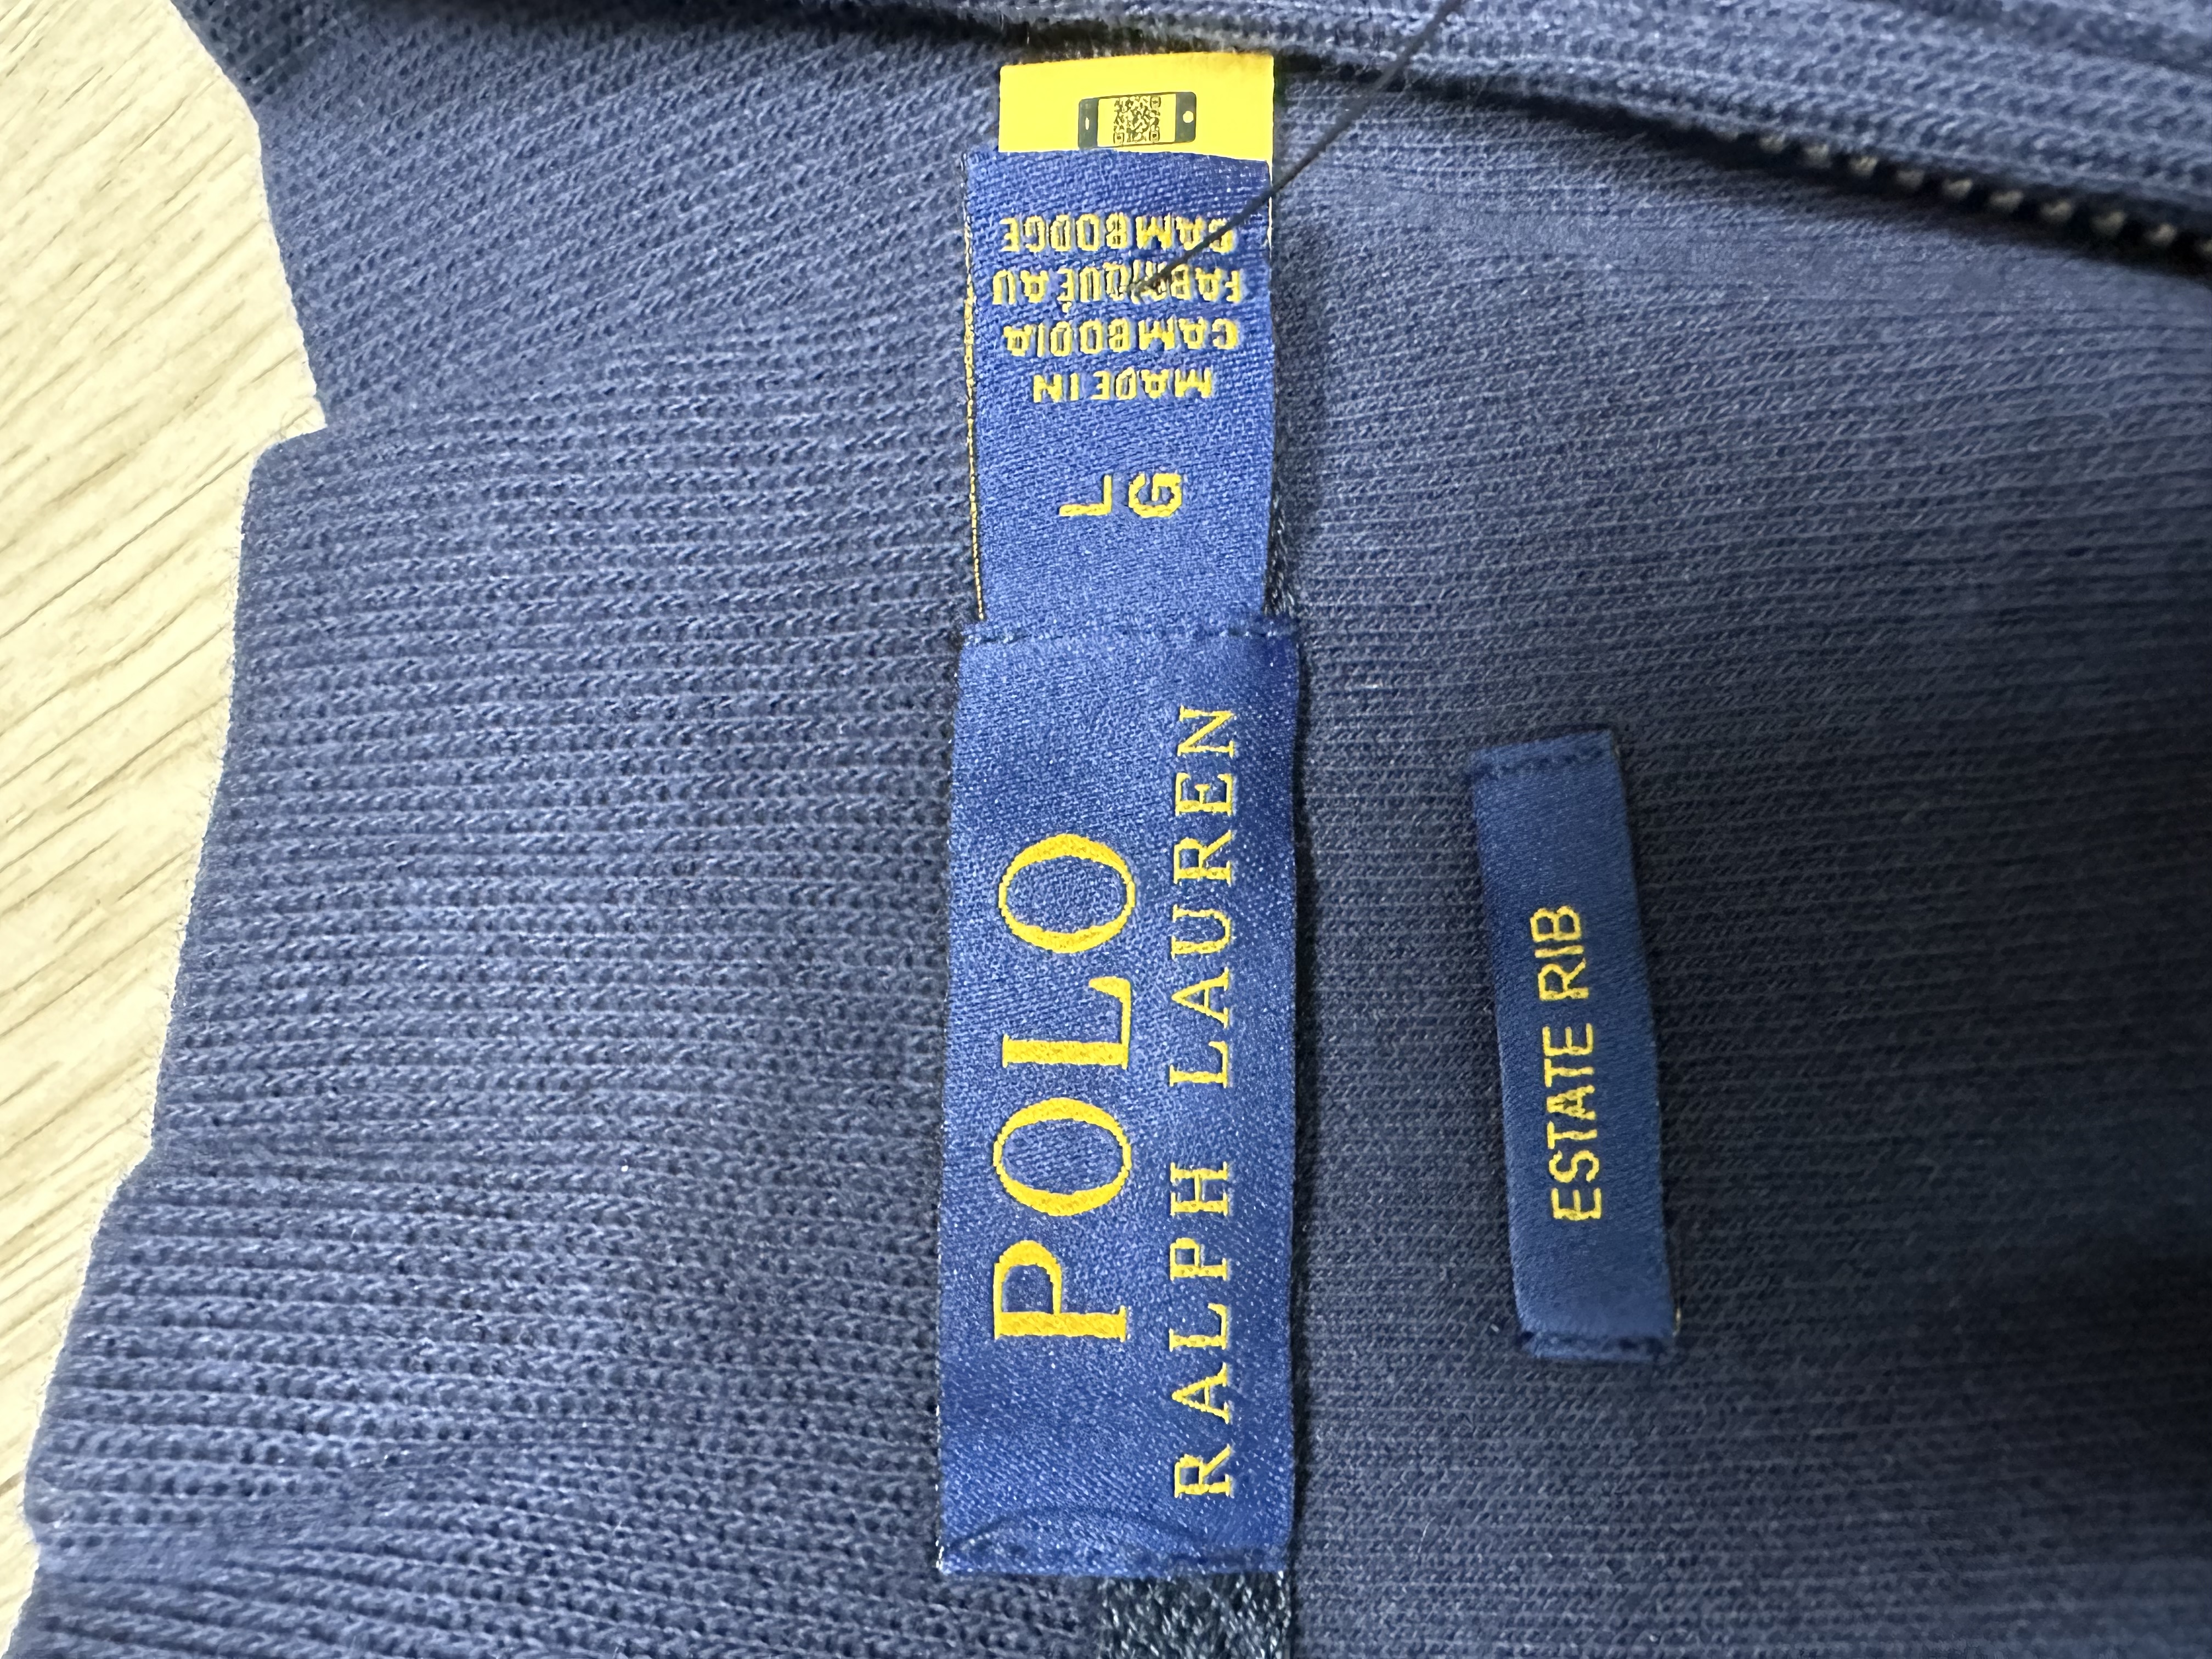 POLO
RALPH LAUREN
L
G
MADE IN
CAMBODIA
FABRIQUÉ AU
CAMBODGE
ESTATE RIB